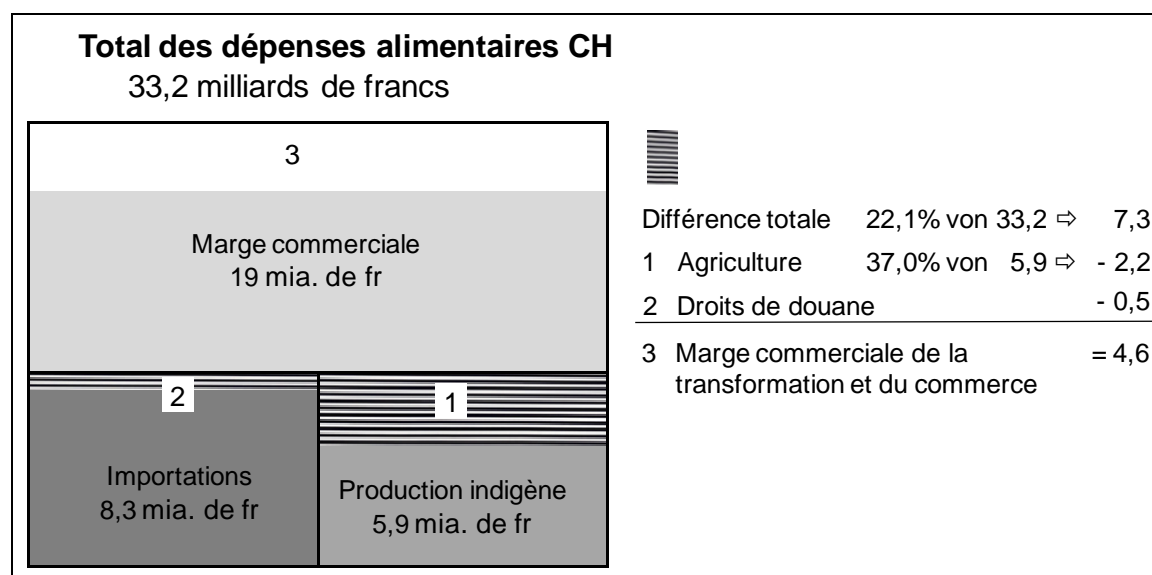 Total des dépenses alimentaires CH
33,2 milliards de francs
3
Marge commerciale
19 mia. de fr
2
1
Importations
8,3 mia. de fr
Production indigène
5,9 mia. de fr
Différence totale 22,1% von 33,2 ⇨ 7,3
1 Agriculture 37,0% von 5,9 ⇨ - 2,2
2 Droits de douane - 0,5
3 Marge commerciale de la = 4,6
transformation et du commerce